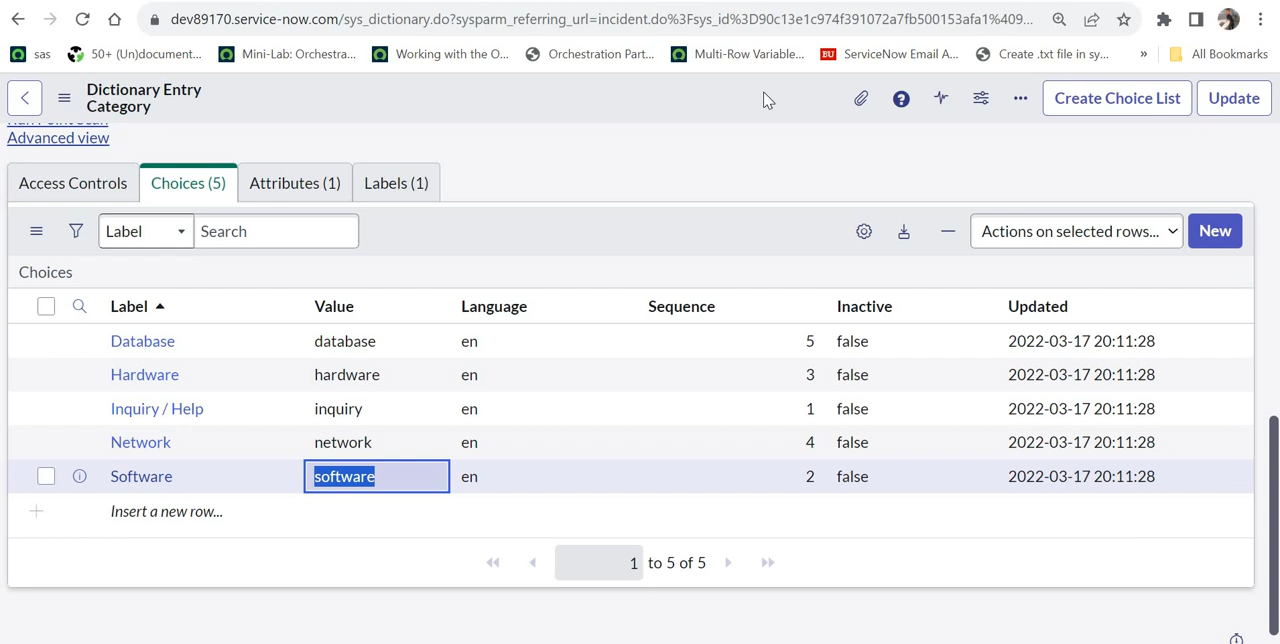 dev89170.service-now.com/sys_dictionary.do?sysparm_referring_url=incident.do%3Fsys_id%3D90c13e1c974f391072a7fb500153afa1%409...
sas 50+ (Un)document... Mini-Lab: Orchestra... Working with the O... Orchestration Part... Multi-Row Variable... EU ServiceNow Email A... Create .txt file in sy... » All Bookmarks
Dictionary Entry
Category
Create Choice List Update
Run Point Scan
Advanced view
Access Controls Choices (5) Attributes (1) Labels (1)
Label Search Actions on selected rows... New
Choices
Label Value Language Sequence Inactive Updated
Database database en 5 false 2022-03-17 20:11:28
Hardware hardware en 3 false 2022-03-17 20:11:28
Inquiry / Help inquiry en 1 false 2022-03-17 20:11:28
Network network en 4 false 2022-03-17 20:11:28
Software software en 2 false 2022-03-17 20:11:28
Insert a new row...
1 to 5 of 5